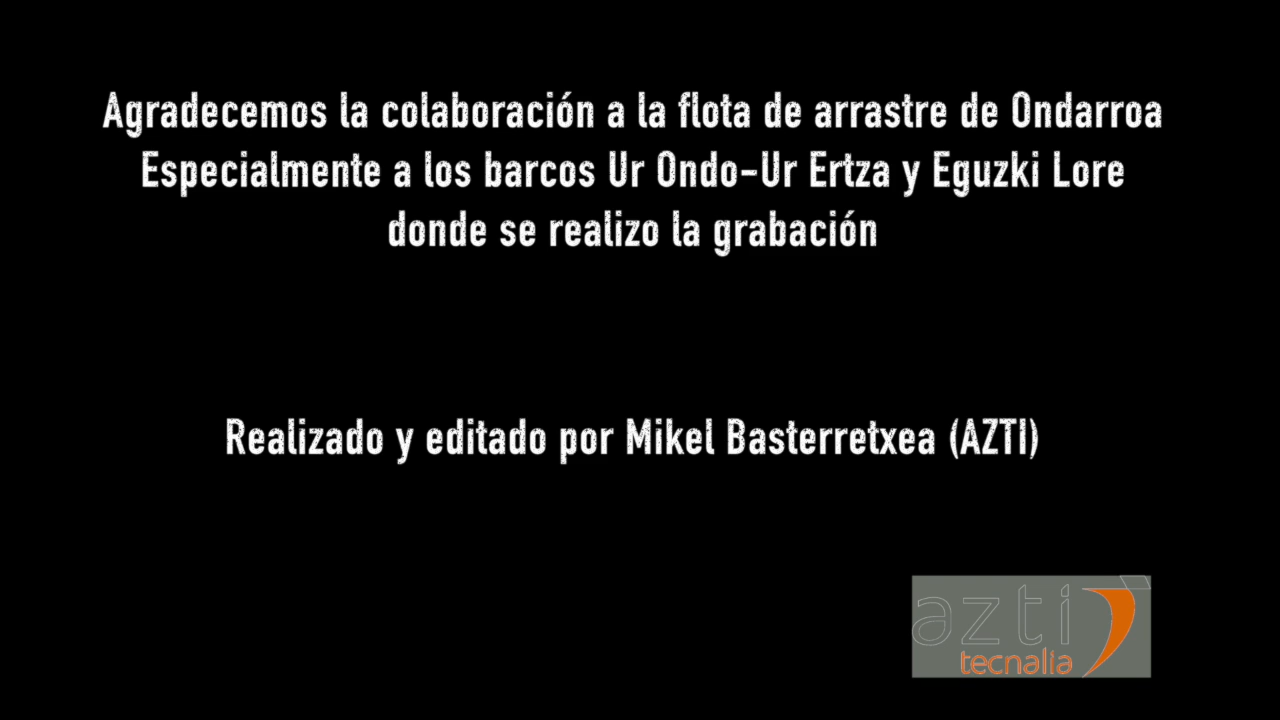 Agradecemos la colaboración a la flota de arrastre de Ondarroa
Especialmente a los barcos Ur Ondo-Ur Ertza y Eguzki Lore
donde se realizo la grabación
Realizado y editado por Mikel Basterretxea (AZTI)
azti
tecnalia